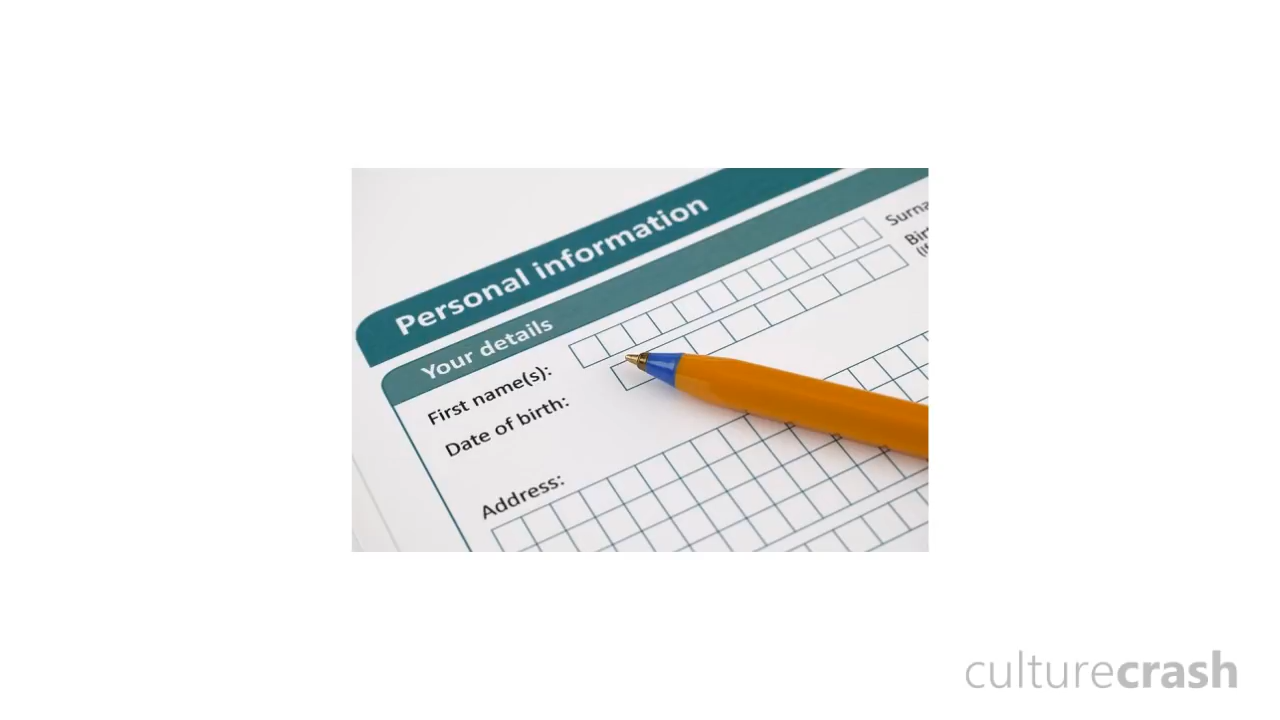 Personal information
Your details
First name(s):
Date of birth:
Address:
culturecrash